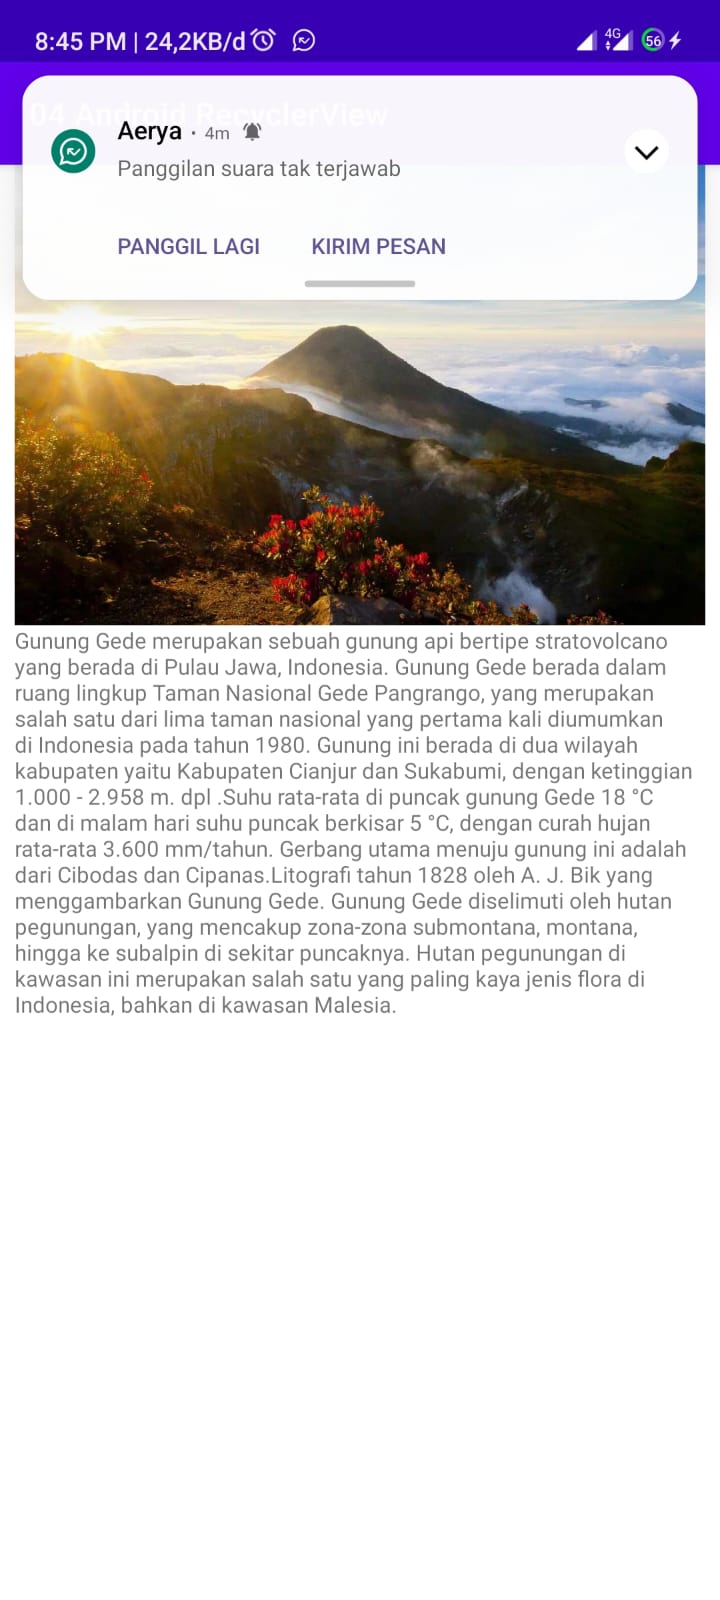 8:45 PM | 24,2KB/d
4G
56
04 Android RecyclerView
Aerya · 4m
Panggilan suara tak terjawab
PANGGIL LAGI KIRIM PESAN
Gunung Gede merupakan sebuah gunung api bertipe stratovolcano
yang berada di Pulau Jawa, Indonesia. Gunung Gede berada dalam
ruang lingkup Taman Nasional Gede Pangrango, yang merupakan
salah satu dari lima taman nasional yang pertama kali diumumkan
di Indonesia pada tahun 1980. Gunung ini berada di dua wilayah
kabupaten yaitu Kabupaten Cianjur dan Sukabumi, dengan ketinggian
1.000 - 2.958 m. dpl .Suhu rata-rata di puncak gunung Gede 18 °C
dan di malam hari suhu puncak berkisar 5 °C, dengan curah hujan
rata-rata 3.600 mm/tahun. Gerbang utama menuju gunung ini adalah
dari Cibodas dan Cipanas.Litografi tahun 1828 oleh A. J. Bik yang
menggambarkan Gunung Gede. Gunung Gede diselimuti oleh hutan
pegunungan, yang mencakup zona-zona submontana, montana,
hingga ke subalpin di sekitar puncaknya. Hutan pegunungan di
kawasan ini merupakan salah satu yang paling kaya jenis flora di
Indonesia, bahkan di kawasan Malesia.